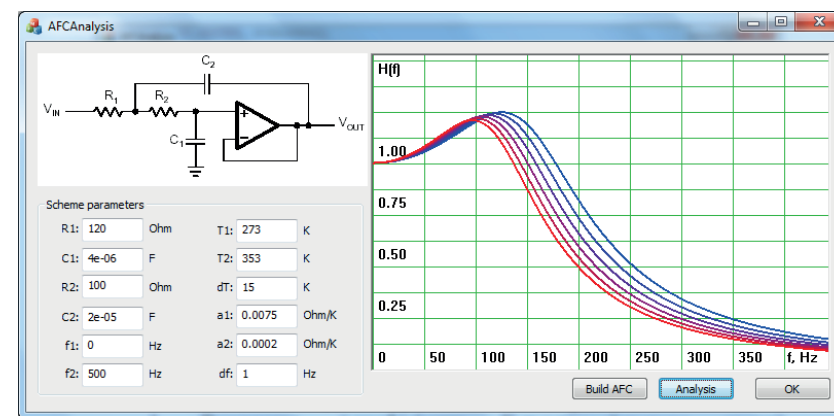 AFCAnalysis
C2
R1 R2
VIN
VOUT
C1
+
−
Scheme parameters
R1: 120 Ohm T1: 273 K
C1: 4e-06 F T2: 353 K
R2: 100 Ohm dT: 15 K
C2: 2e-05 F a1: 0.0075 Ohm/K
f1: 0 Hz a2: 0.0002 Ohm/K
f2: 500 Hz df: 1 Hz
H(f)
1.00
0.75
0.50
0.25
0 50 100 150 200 250 300 350 f, Hz
Build AFC Analysis OK